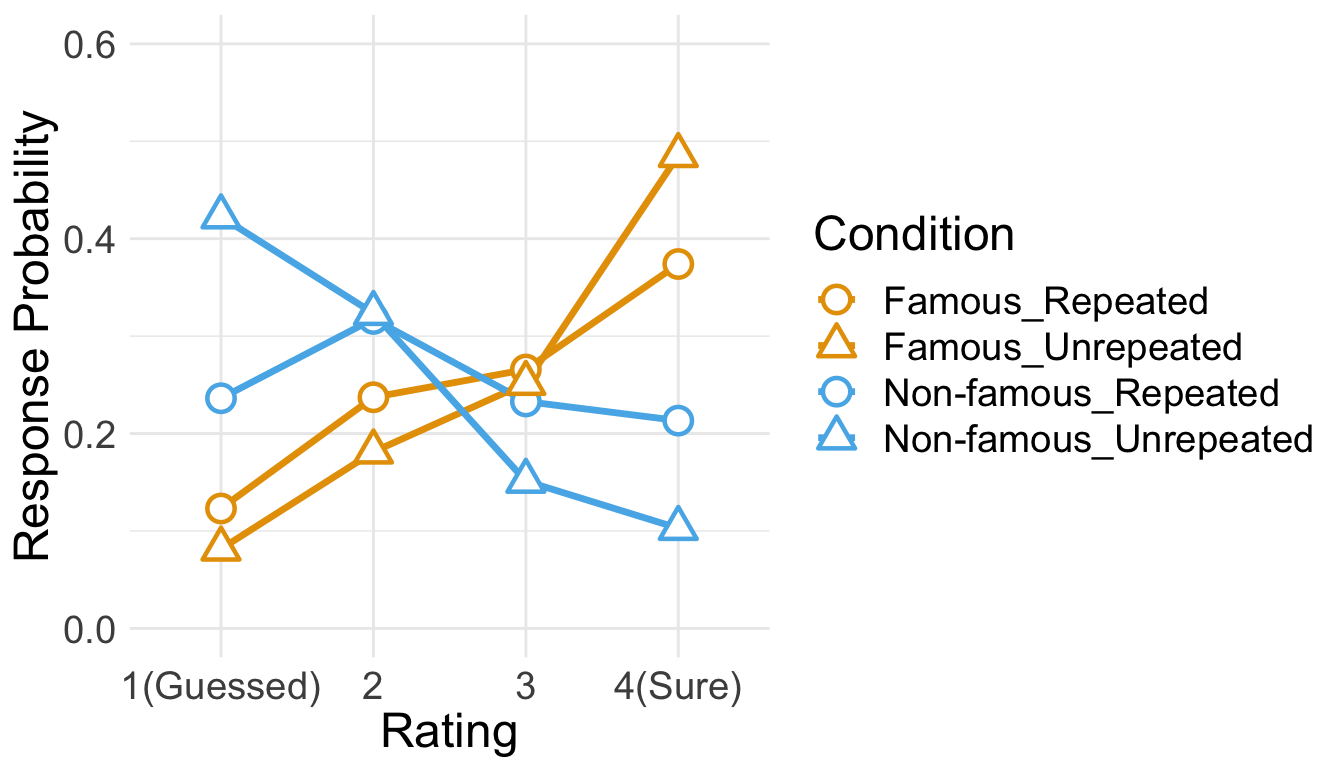 0.6
0.4
0.2
0.0
Response Probability
1(Guessed) 2 3 4(Sure)
Rating
Condition
Famous_Repeated
Famous_Unrepeated
Non-famous_Repeated
Non-famous_Unrepeated